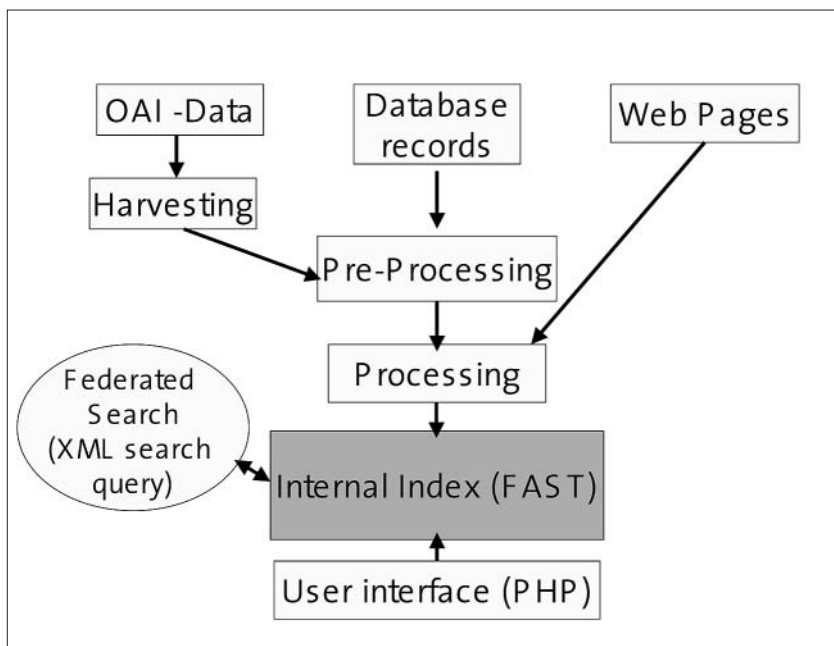 OAI -Data
Database
records
Web Pages
Harvesting
Pre-Processing
Processing
Federated
Search
(XML search
query)
Internal Index (FAST)
User interface (PHP)